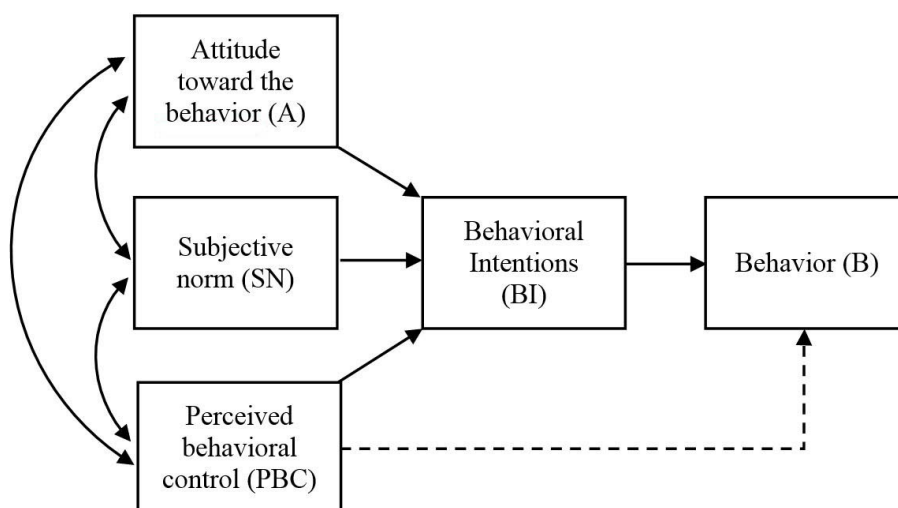 Attitude
toward the
behavior (A)
Subjective
norm (SN)
Perceived
behavioral
control (PBC)
Behavioral
Intentions
(BI)
Behavior (B)